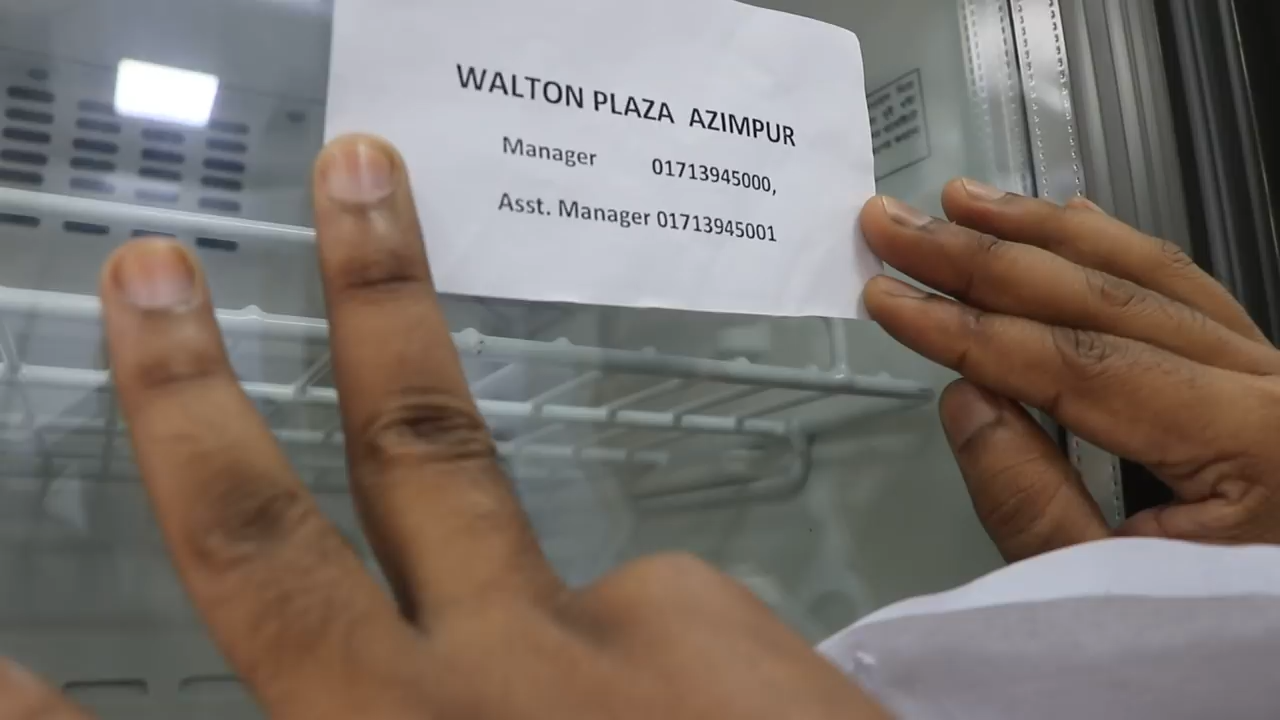 WALTON PLAZA AZIMPUR
Manager 01713945000,
Asst. Manager 01713945001